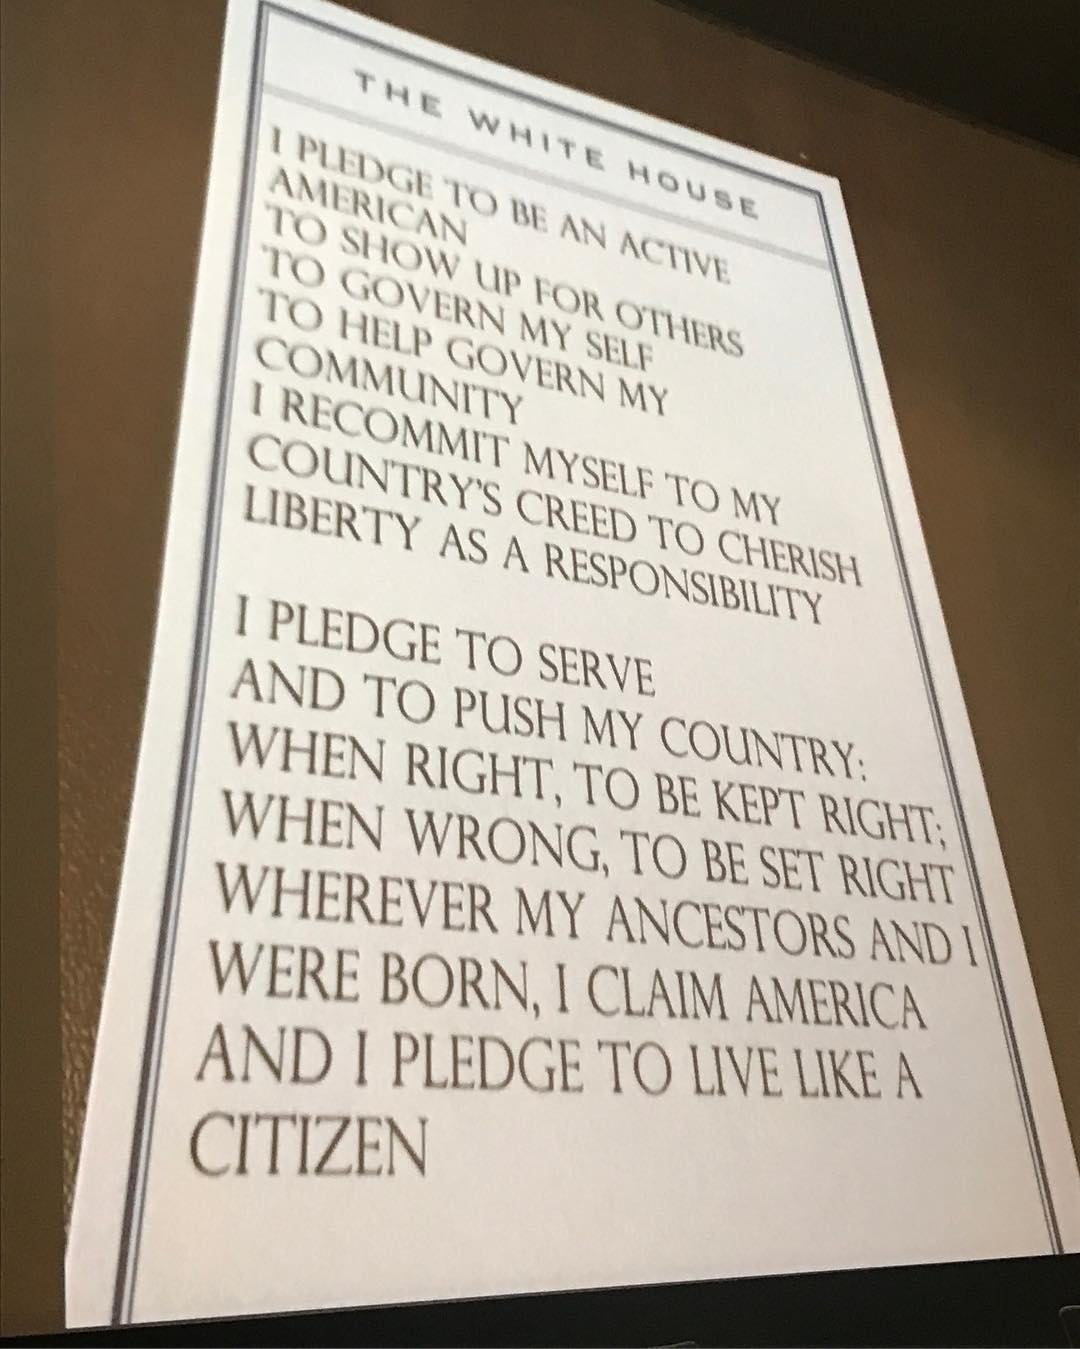 THE WHITE HOUSE
I PLEDGE TO BE AN ACTIVE
AMERICAN
TO SHOW UP FOR OTHERS
TO GOVERN MY SELF
TO HELP GOVERN MY
COMMUNITY
I RECOMMIT MYSELF TO MY
COUNTRY'S CREED TO CHERISH
LIBERTY AS A RESPONSIBILITY
I PLEDGE TO SERVE
AND TO PUSH MY COUNTRY:
WHEN RIGHT, TO BE KEPT RIGHT;
WHEN WRONG, TO BE SET RIGHT
WHEREVER MY ANCESTORS AND I
WERE BORN, I CLAIM AMERICA
AND I PLEDGE TO LIVE LIKE A
CITIZEN